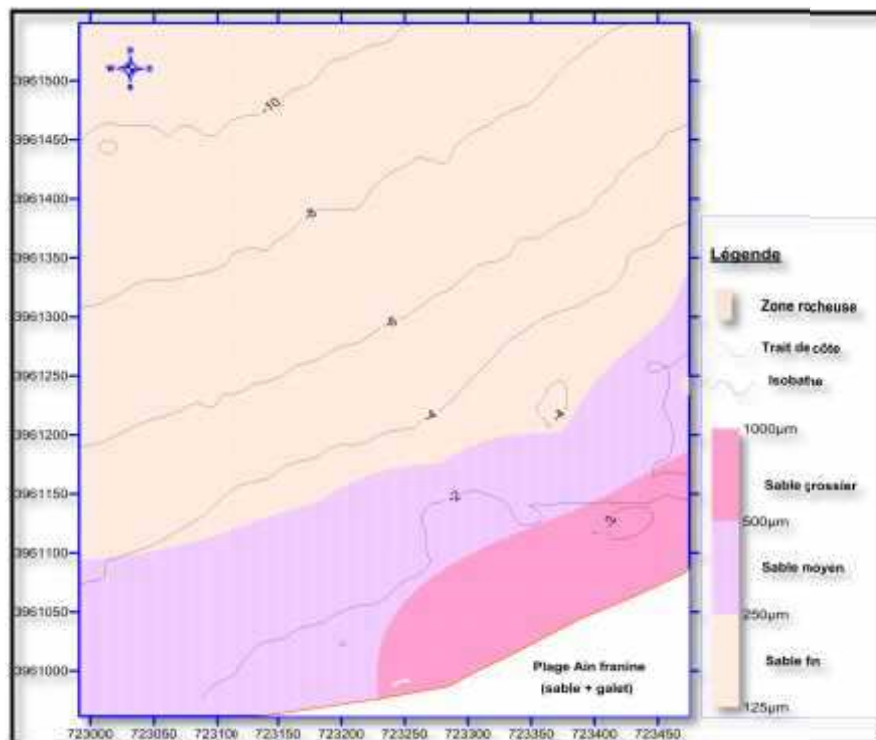 3961500
3961450
3961400
3961350
3961300
3961250
3961200
3961150
3961100
3961050
3961000
-10
-8
-6
-4
-4
-2
-2
Plage Ain franine
(sable + galet)
723000 723050 723100 723150 723200 723250 723300 723350 723400 723450
Légende
Zone rocheuse
Trait de côte
Isobathe
1000µm
Sable grossier
500µm
Sable moyen
250µm
Sable fin
125µm